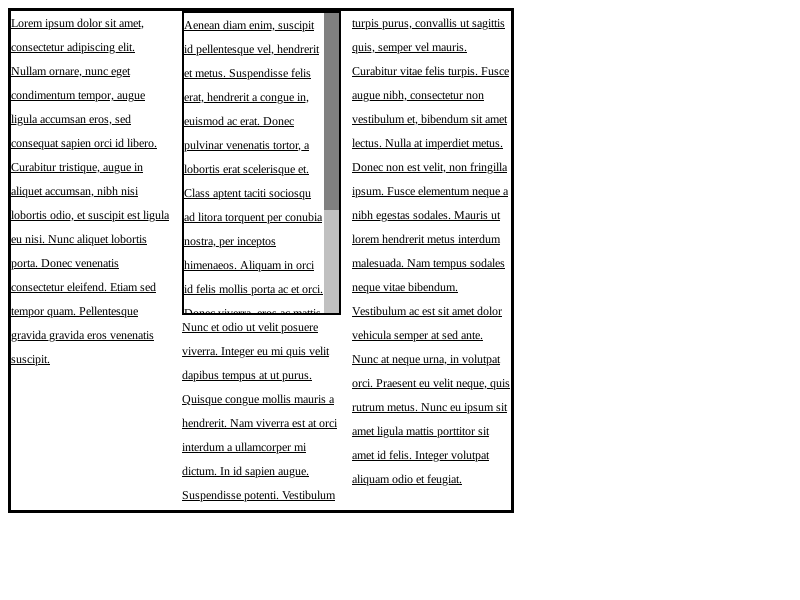 Lorem ipsum dolor sit amet,
consectetur adipiscing elit.
Nullam ornare, nunc eget
condimentum tempor, augue
ligula accumsan eros, sed
consequat sapien orci id libero.
Curabitur tristique, augue in
aliquet accumsan, nibh nisi
lobortis odio, et suscipit est ligula
eu nisi. Nunc aliquet lobortis
porta. Donec venenatis
consectetur eleifend. Etiam sed
tempor quam. Pellentesque
gravida gravida eros venenatis
suscipit.
Aenean diam enim, suscipit
id pellentesque vel, hendrerit
et metus. Suspendisse felis
erat, hendrerit a congue in,
euismod ac erat. Donec
pulvinar venenatis tortor, a
lobortis erat scelerisque et.
Class aptent taciti sociosqu
ad litora torquent per conubia
nostra, per inceptos
himenaeos. Aliquam in orci
id felis mollis porta ac et orci.
Donec viverra, eros ac mattis
Nunc et odio ut velit posuere
viverra. Integer eu mi quis velit
dapibus tempus at ut purus.
Quisque congue mollis mauris a
hendrerit. Nam viverra est at orci
interdum a ullamcorper mi
dictum. In id sapien augue.
Suspendisse potenti. Vestibulum
turpis purus, convallis ut sagittis
quis, semper vel mauris.
Curabitur vitae felis turpis. Fusce
augue nibh, consectetur non
vestibulum et, bibendum sit amet
lectus. Nulla at imperdiet metus.
Donec non est velit, non fringilla
ipsum. Fusce elementum neque a
nibh egestas sodales. Mauris ut
lorem hendrerit metus interdum
malesuada. Nam tempus sodales
neque vitae bibendum.
Vestibulum ac est sit amet dolor
vehicula semper at sed ante.
Nunc at neque urna, in volutpat
orci. Praesent eu velit neque, quis
rutrum metus. Nunc eu ipsum sit
amet ligula mattis porttitor sit
amet id felis. Integer volutpat
aliquam odio et feugiat.